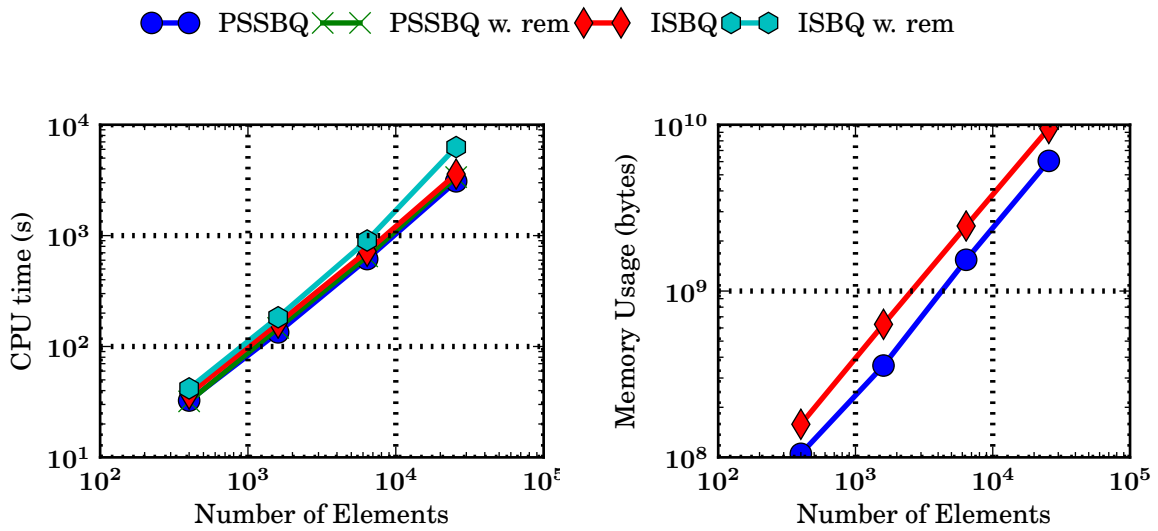 PSSBQ PSSBQ w. rem ISBQ ISBQ w rem
CPU time (s)
10^4
10^3
10^2
10^1
10^2 10^3 10^4 10^5
Number of Elements
Memory Usage (bytes)
10^10
10^9
10^8
10^2 10^3 10^4 10^5
Number of Elements